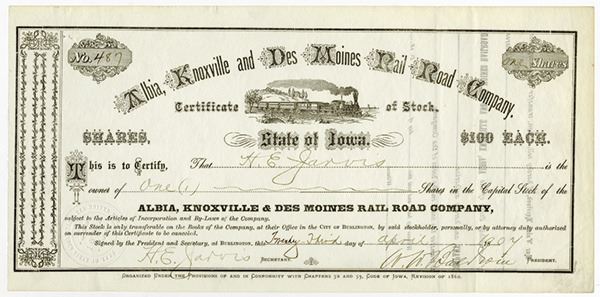 No. 487
ONE Shares
Albia, Knoxville and Des Moines Rail Road Company.
Certificate of Stock.
SHARES, State of Iowa. $100 EACH.
This is to Certify, That H. E. Jarvis is the
owner of One (1) Shares in the Capital Stock of the
ALBIA, KNOXVILLE & DES MOINES RAIL ROAD COMPANY,
subject to the Articles of Incorporation and By-Laws of the Company.
This Stock is only transferable on the Books of the Company, at their Office in the CITY OF BURLINGTON, by said stockholder, personally, or by attorney duly authorized
on surrender of this Certificate to be cancelled.
Signed by the President and Secretary, at BURLINGTON, this Twenty Third day of April 1907
H. E. Jarvis SECRETARY. W. W. Baldwin PRESIDENT.
ORGANIZED UNDER THE PROVISIONS OF AND IN CONFORMITY WITH CHAPTERS 52 AND 55, CODE OF IOWA, REVISION OF 1860.